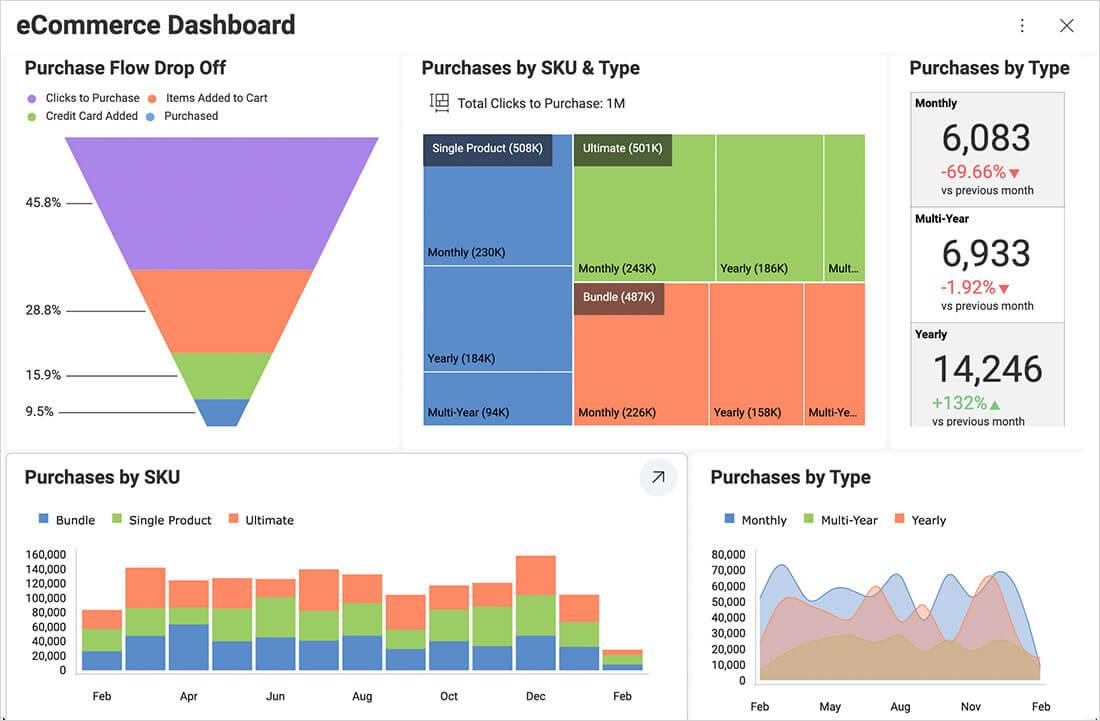 eCommerce Dashboard
Purchase Flow Drop Off
Clicks to Purchase
Items Added to Cart
Credit Card Added
Purchased
45.8%
28.8%
15.9%
9.5%
Purchases by SKU & Type
Total Clicks to Purchase: 1M
Single Product (508K)
Monthly (230K)
Yearly (184K)
Multi-Year (94K)
Ultimate (501K)
Monthly (243K)
Yearly (186K)
Mult...
Bundle (487K)
Monthly (226K)
Yearly (158K)
Multi-Ye...
Purchases by Type
Monthly
6,083
-69.66%▼
vs previous month
Multi-Year
6,933
-1.92%▼
vs previous month
Yearly
14,246
+132%▲
vs previous month
Purchases by SKU
Bundle
Single Product
Ultimate
160,000
140,000
120,000
100,000
80,000
60,000
40,000
20,000
0
Feb
Apr
Jun
Aug
Oct
Dec
Feb
Purchases by Type
Monthly
Multi-Year
Yearly
80,000
70,000
60,000
50,000
40,000
30,000
20,000
10,000
0
Feb
May
Aug
Nov
Feb